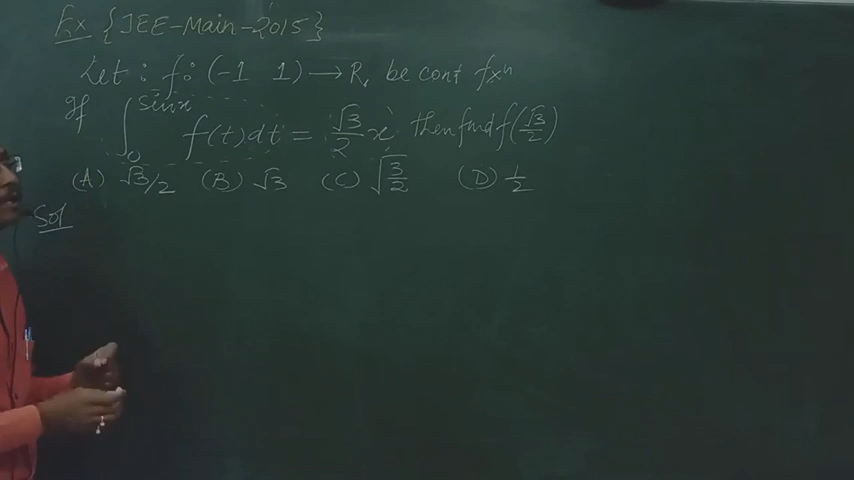 Ex {JEE-Main-2015}
Let : f: (-1 1) → R, be cont fxⁿ
If ∫₀^{sinx} f(t)dt = √3/2 x, then find f(√3/2)
(A) √3/2 (B) √3 (C) √(3/2) (D) 1/2
Sol